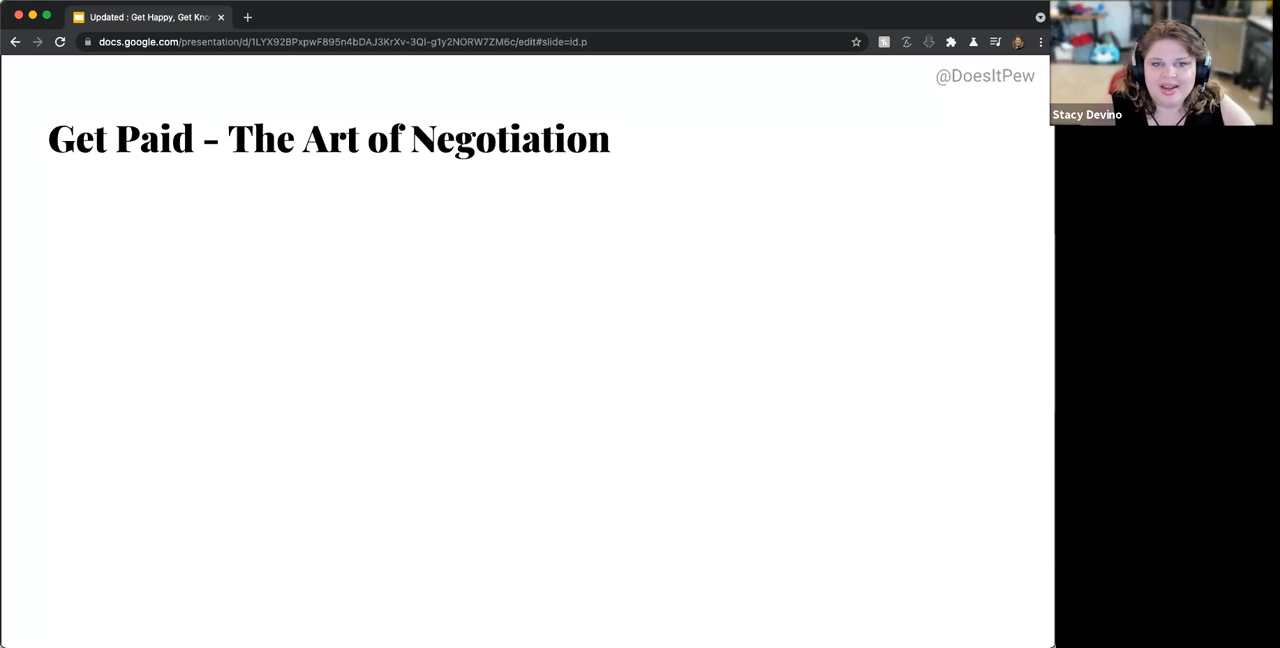 Updated : Get Happy, Get Kno
docs.google.com/presentation/d/1LYX92BPxpwF895n4bDAJ3KrXv-3QI-g1y2NORW7ZM6c/edit#slide=id.p
@DoesItPew
Stacy Devino
Get Paid - The Art of Negotiation